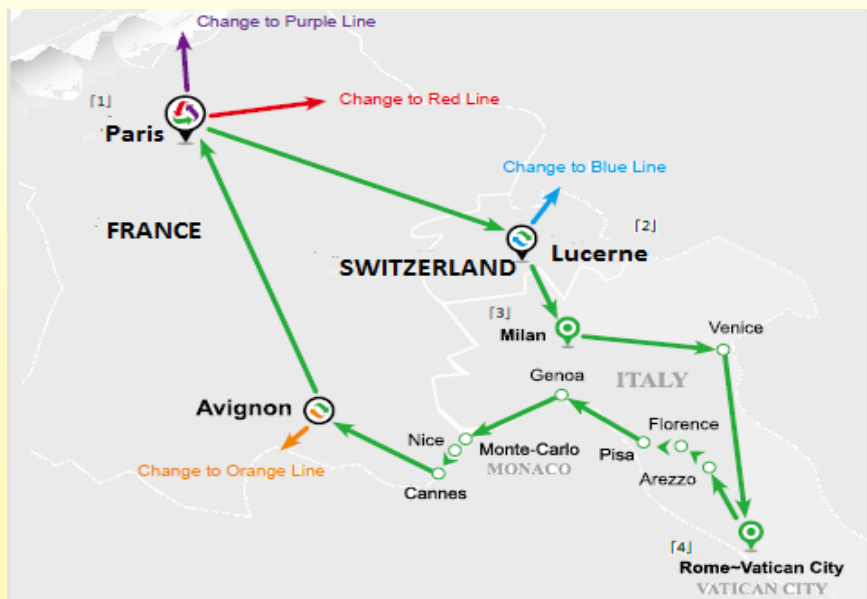 Change to Purple Line
「1」
Change to Red Line
Paris
Change to Blue Line
FRANCE
「2」
Lucerne
SWITZERLAND
「3」
Milan
Venice
Genoa
ITALY
Avignon
Florence
Nice
Monte-Carlo
MONACO
Pisa
Change to Orange Line
Arezzo
Cannes
「4」
Rome~Vatican City
VATICAN CITY